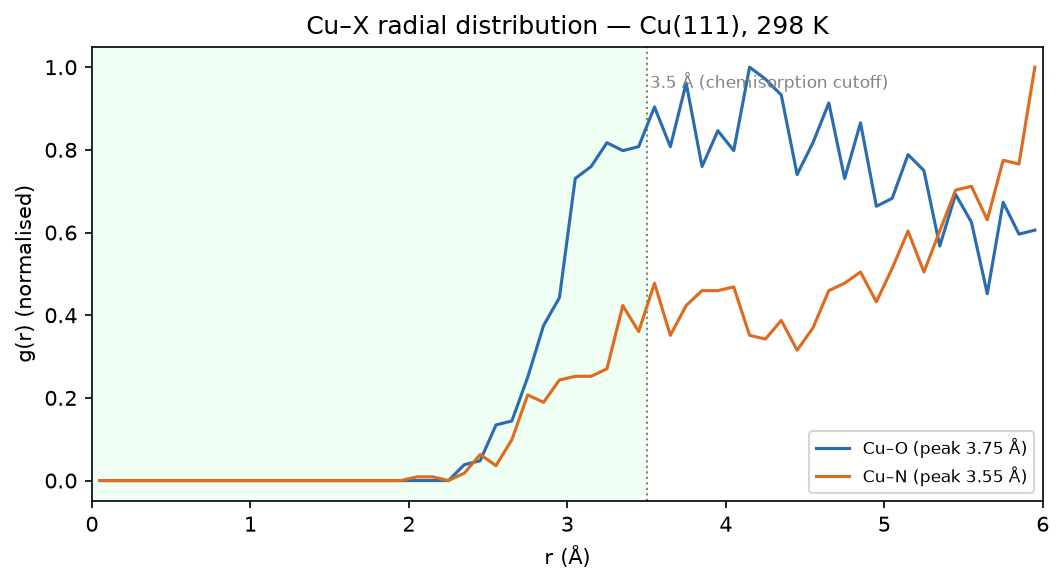 Cu–X radial distribution — Cu(111), 298 K
1.0
0.8
0.6
0.4
0.2
0.0
g(r) (normalised)
3.5 Å (chemisorption cutoff)
Cu–O (peak 3.75 Å)
Cu–N (peak 3.55 Å)
0 1 2 3 4 5 6
r (Å)